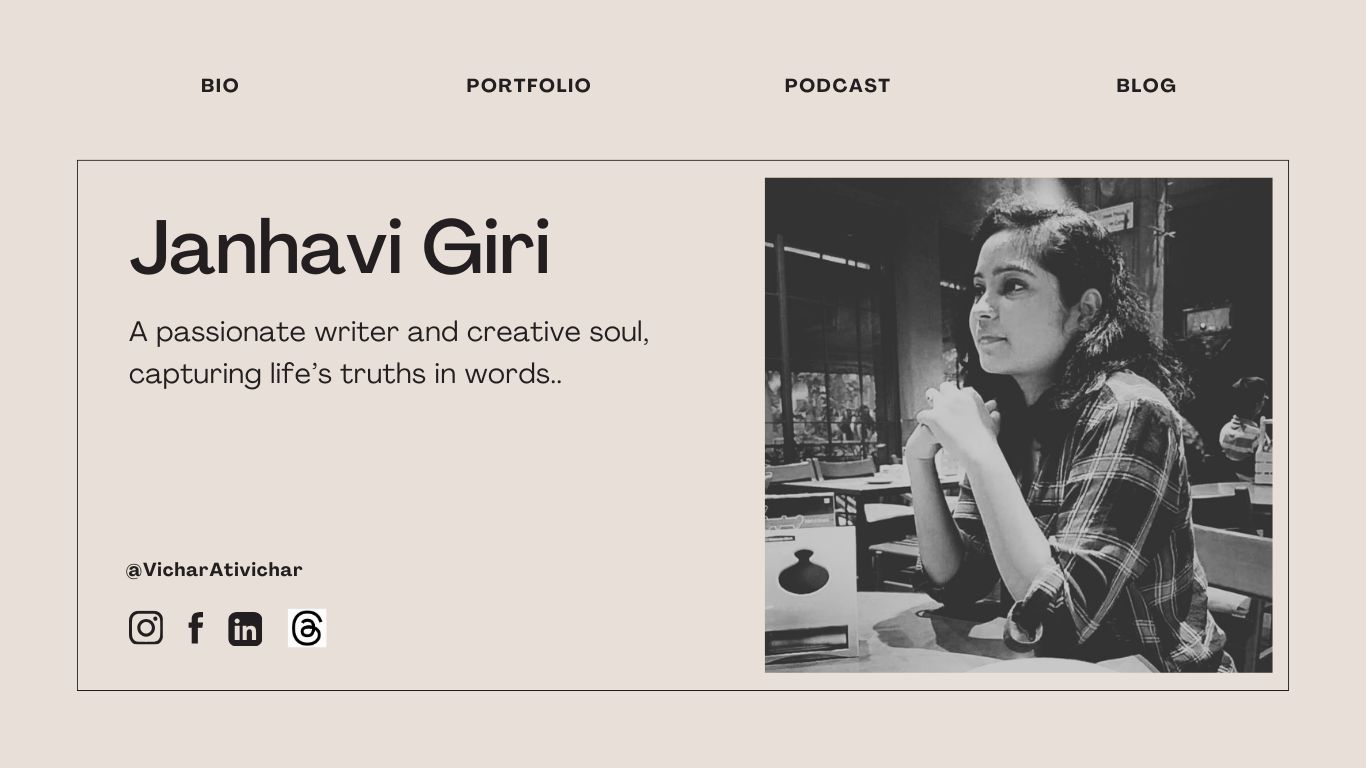 BIO
PORTFOLIO
PODCAST
BLOG
Janhavi Giri
A passionate writer and creative soul,
capturing life’s truths in words..
@VicharAtivichar